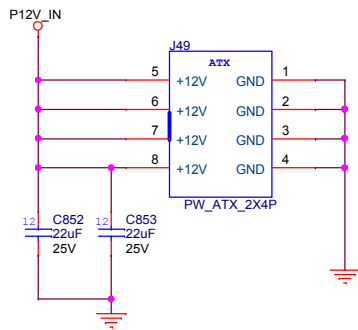 P12V_IN
J49
ATX
5 +12V GND 1
6 +12V GND 2
7 +12V GND 3
8 +12V GND 4
PW_ATX_2X4P
12 C852 12 C853
22uF 22uF
25V 25V